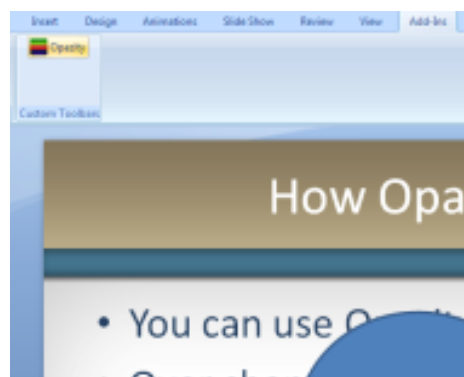 Insert Design Animations Slide Show Review View Add-Ins
Opacity
Custom Toolbars
How Opa
• You can use